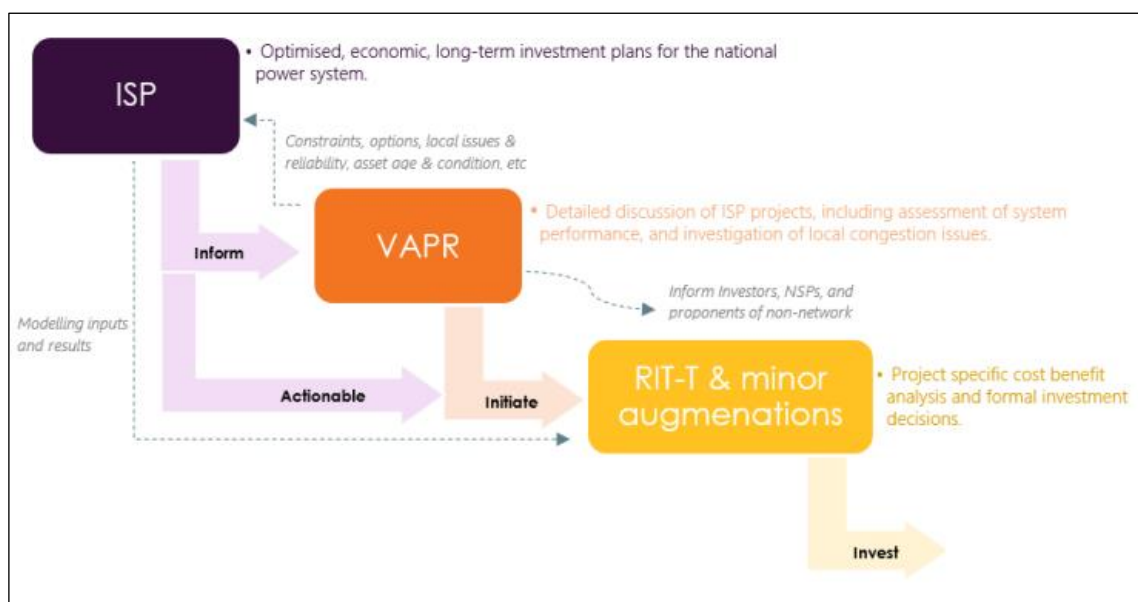 ISP
• Optimised, economic, long-term investment plans for the national
power system.
Constraints, options, local issues &
reliability, asset age & condition, etc
VAPR
• Detailed discussion of ISP projects, including assessment of system
performance, and investigation of local congestion issues.
Inform
Inform Investors, NSPs, and
proponents of non-network
Modelling inputs
and results
RIT-T & minor
augmenations
• Project specific cost benefit
analysis and formal investment
decisions.
Actionable
Initiate
Invest